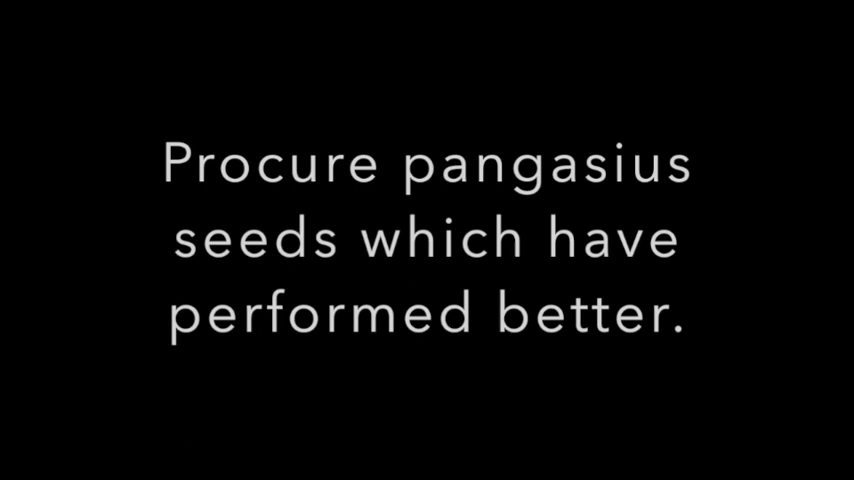 Procure pangasius
seeds which have
performed better.